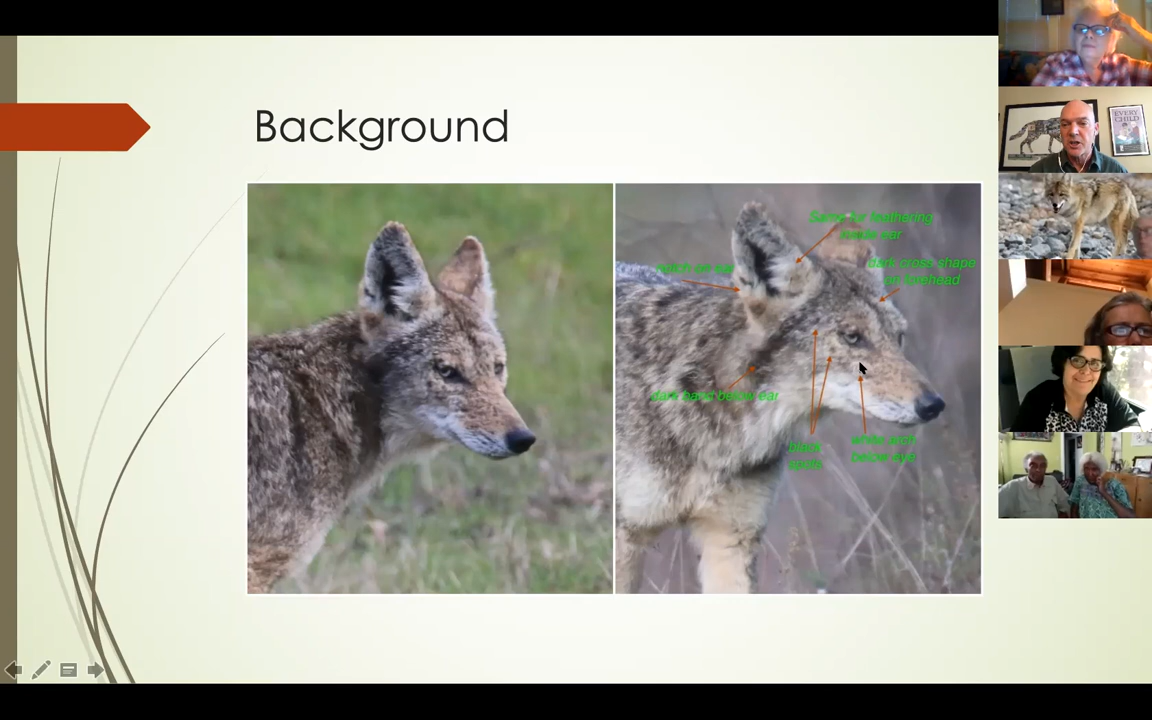 Background
Same fur feathering
inside ear
notch on ear
dark cross shape
on forehead
dark band below ear
black
spots
white arch
below eye
EVERY
CHILD